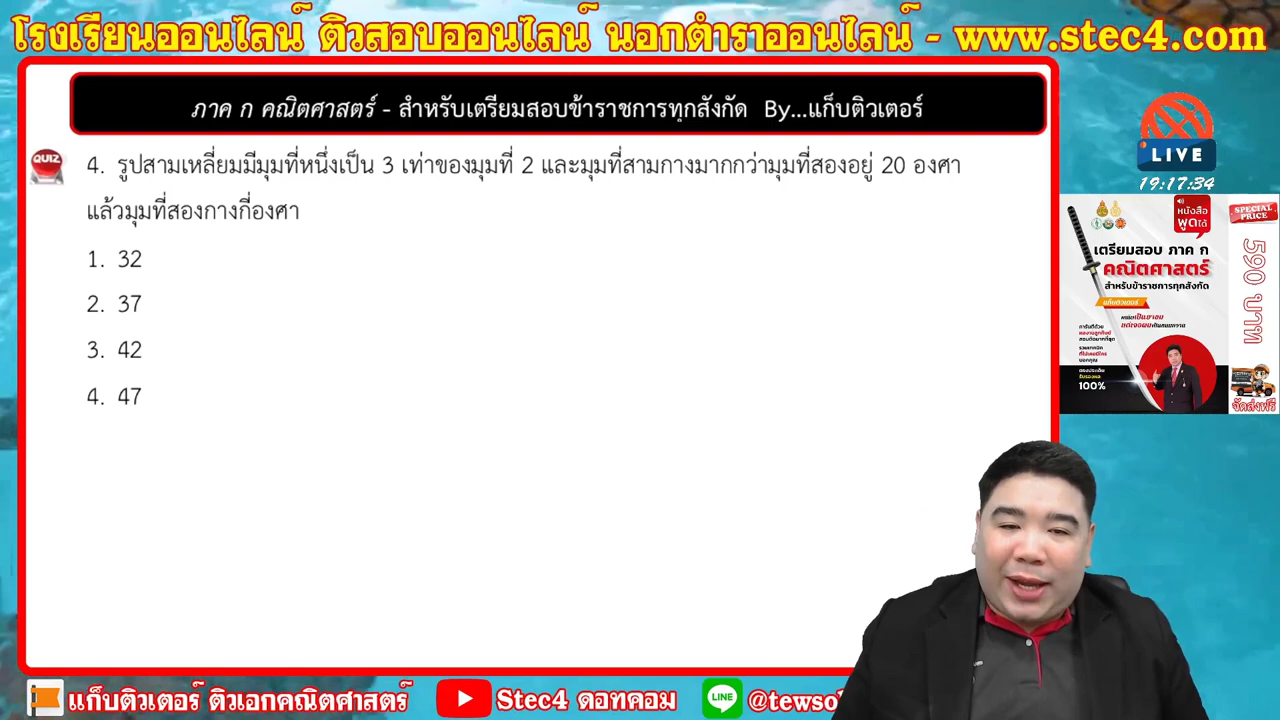 โรงเรียนออนไลน์ ติวสอบออนไลน์ นอกตำราออนไลน์ - www.stec4.com
ภาค ก คณิตศาสตร์ - สำหรับเตรียมสอบข้าราชการทุกสังกัด By...แก็บติวเตอร์
QUIZ
4. รูปสามเหลี่ยมมีมุมที่หนึ่งเป็น 3 เท่าของมุมที่ 2 และมุมที่สามกางมากกว่ามุมที่สองอยู่ 20 องศา
แล้วมุมที่สองกางกี่องศา
1. 32
2. 37
3. 42
4. 47
LIVE
19:17:34
หนังสือ
พูดได้
SPECIAL
PRICE
590 บาท
เตรียมสอบ ภาค ก
คณิตศาสตร์
สำหรับข้าราชการทุกสังกัด
แก็บติวเตอร์
100%
จัดส่งฟรี
แก็บติวเตอร์ ติวเอกคณิตศาสตร์
Stec4 ดอทคอม
LINE